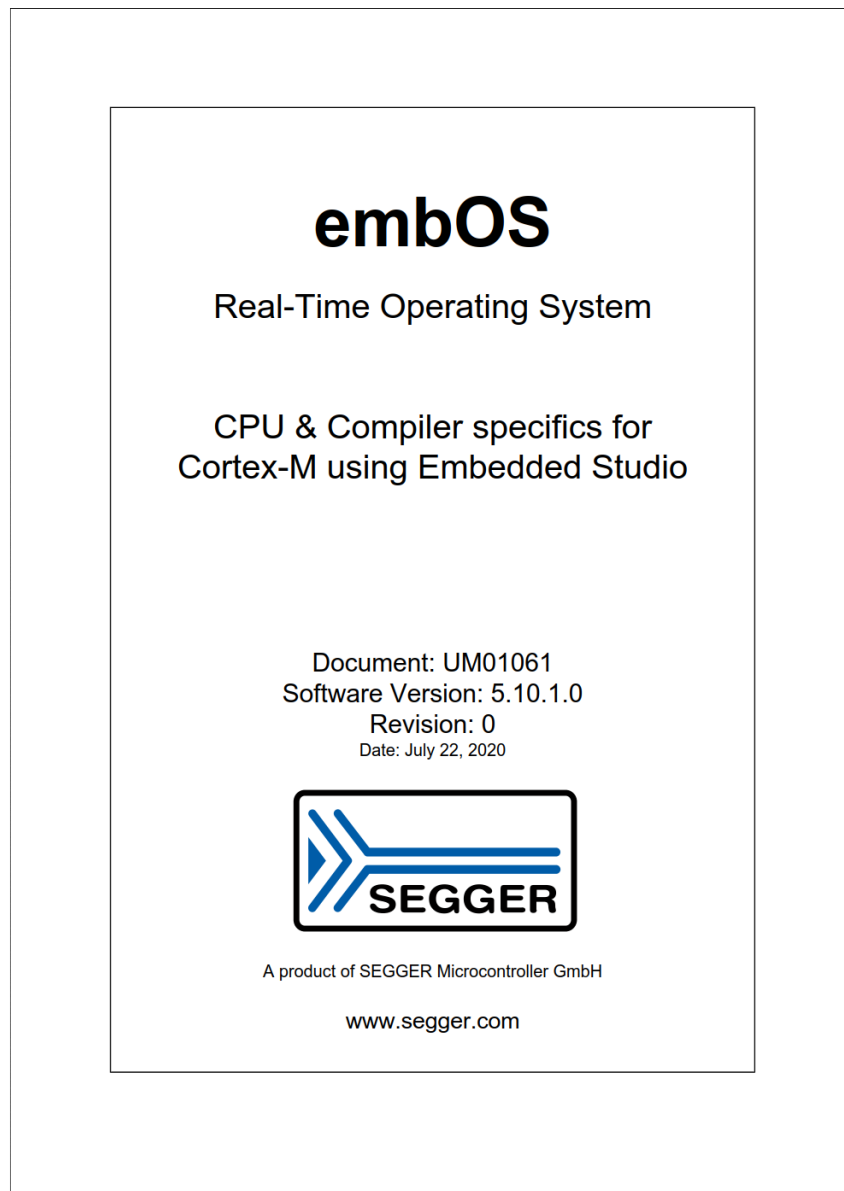 embOS
Real-Time Operating System
CPU & Compiler specifics for
Cortex-M using Embedded Studio
Document: UM01061
Software Version: 5.10.1.0
Revision: 0
Date: July 22, 2020
SEGGER
A product of SEGGER Microcontroller GmbH
www.segger.com